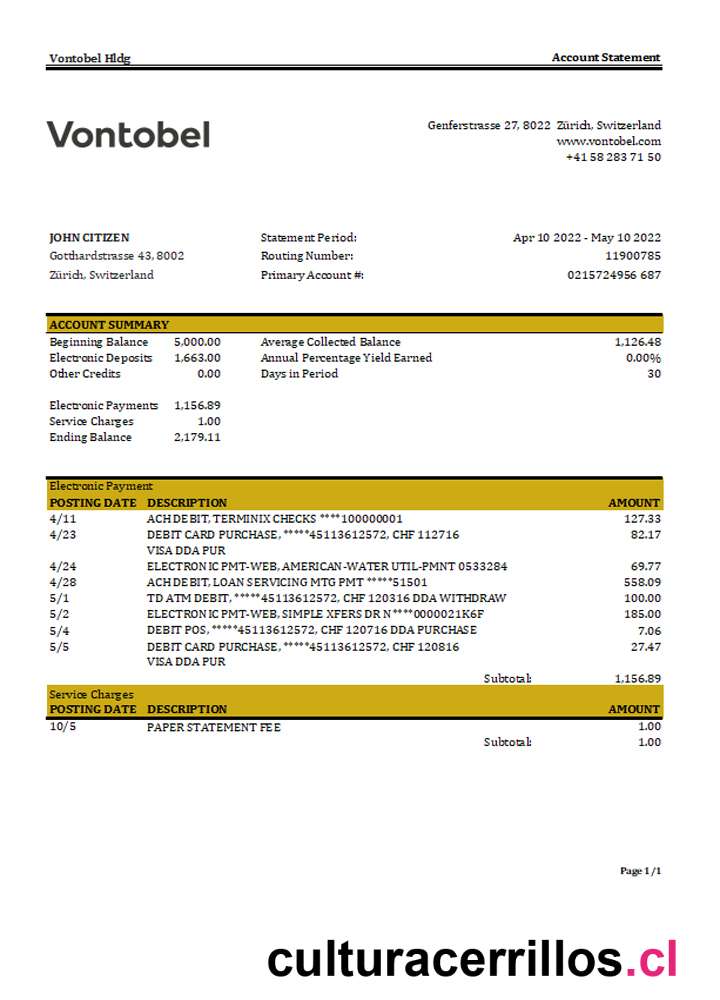 Vontobel Hldg Account Statement
Vontobel
Genferstrasse 27, 8022 Zürich, Switzerland
www.vontobel.com
+41 58 283 71 50
JOHN CITIZEN Statement Period: Apr 10 2022 - May 10 2022
Gotthardstrasse 43, 8002 Routing Number: 11900785
Zürich, Switzerland Primary Account #: 0215724956 687
ACCOUNT SUMMARY
Beginning Balance 5,000.00 Average Collected Balance 1,126.48
Electronic Deposits 1,663.00 Annual Percentage Yield Earned 0.00%
Other Credits 0.00 Days in Period 30
Electronic Payments 1,156.89
Service Charges 1.00
Ending Balance 2,179.11
Electronic Payment
POSTING DATE DESCRIPTION AMOUNT
4/11 ACH DEBIT, TERMINIX CHECKS ****100000001 127.33
4/23 DEBIT CARD PURCHASE, *****45113612572, CHF 112716 82.17
VISA DDA PUR
4/24 ELECTRONIC PMT-WEB, AMERICAN-WATER UTIL-PMNT 0533284 69.77
4/28 ACH DEBIT, LOAN SERVICING MTG PMT *****51501 558.09
5/1 TD ATM DEBIT, *****45113612572, CHF 120316 DDA WITHDRAW 100.00
5/2 ELECTRONIC PMT-WEB, SIMPLE XFERS DR N****0000021K6F 185.00
5/4 DEBIT POS, *****45113612572, CHF 120716 DDA PURCHASE 7.06
5/5 DEBIT CARD PURCHASE, *****45113612572, CHF 120816 27.47
VISA DDA PUR
Subtotal: 1,156.89
Service Charges
POSTING DATE DESCRIPTION AMOUNT
10/5 PAPER STATEMENT FEE 1.00
Subtotal: 1.00
Page 1/1
culturacerrillos.cl